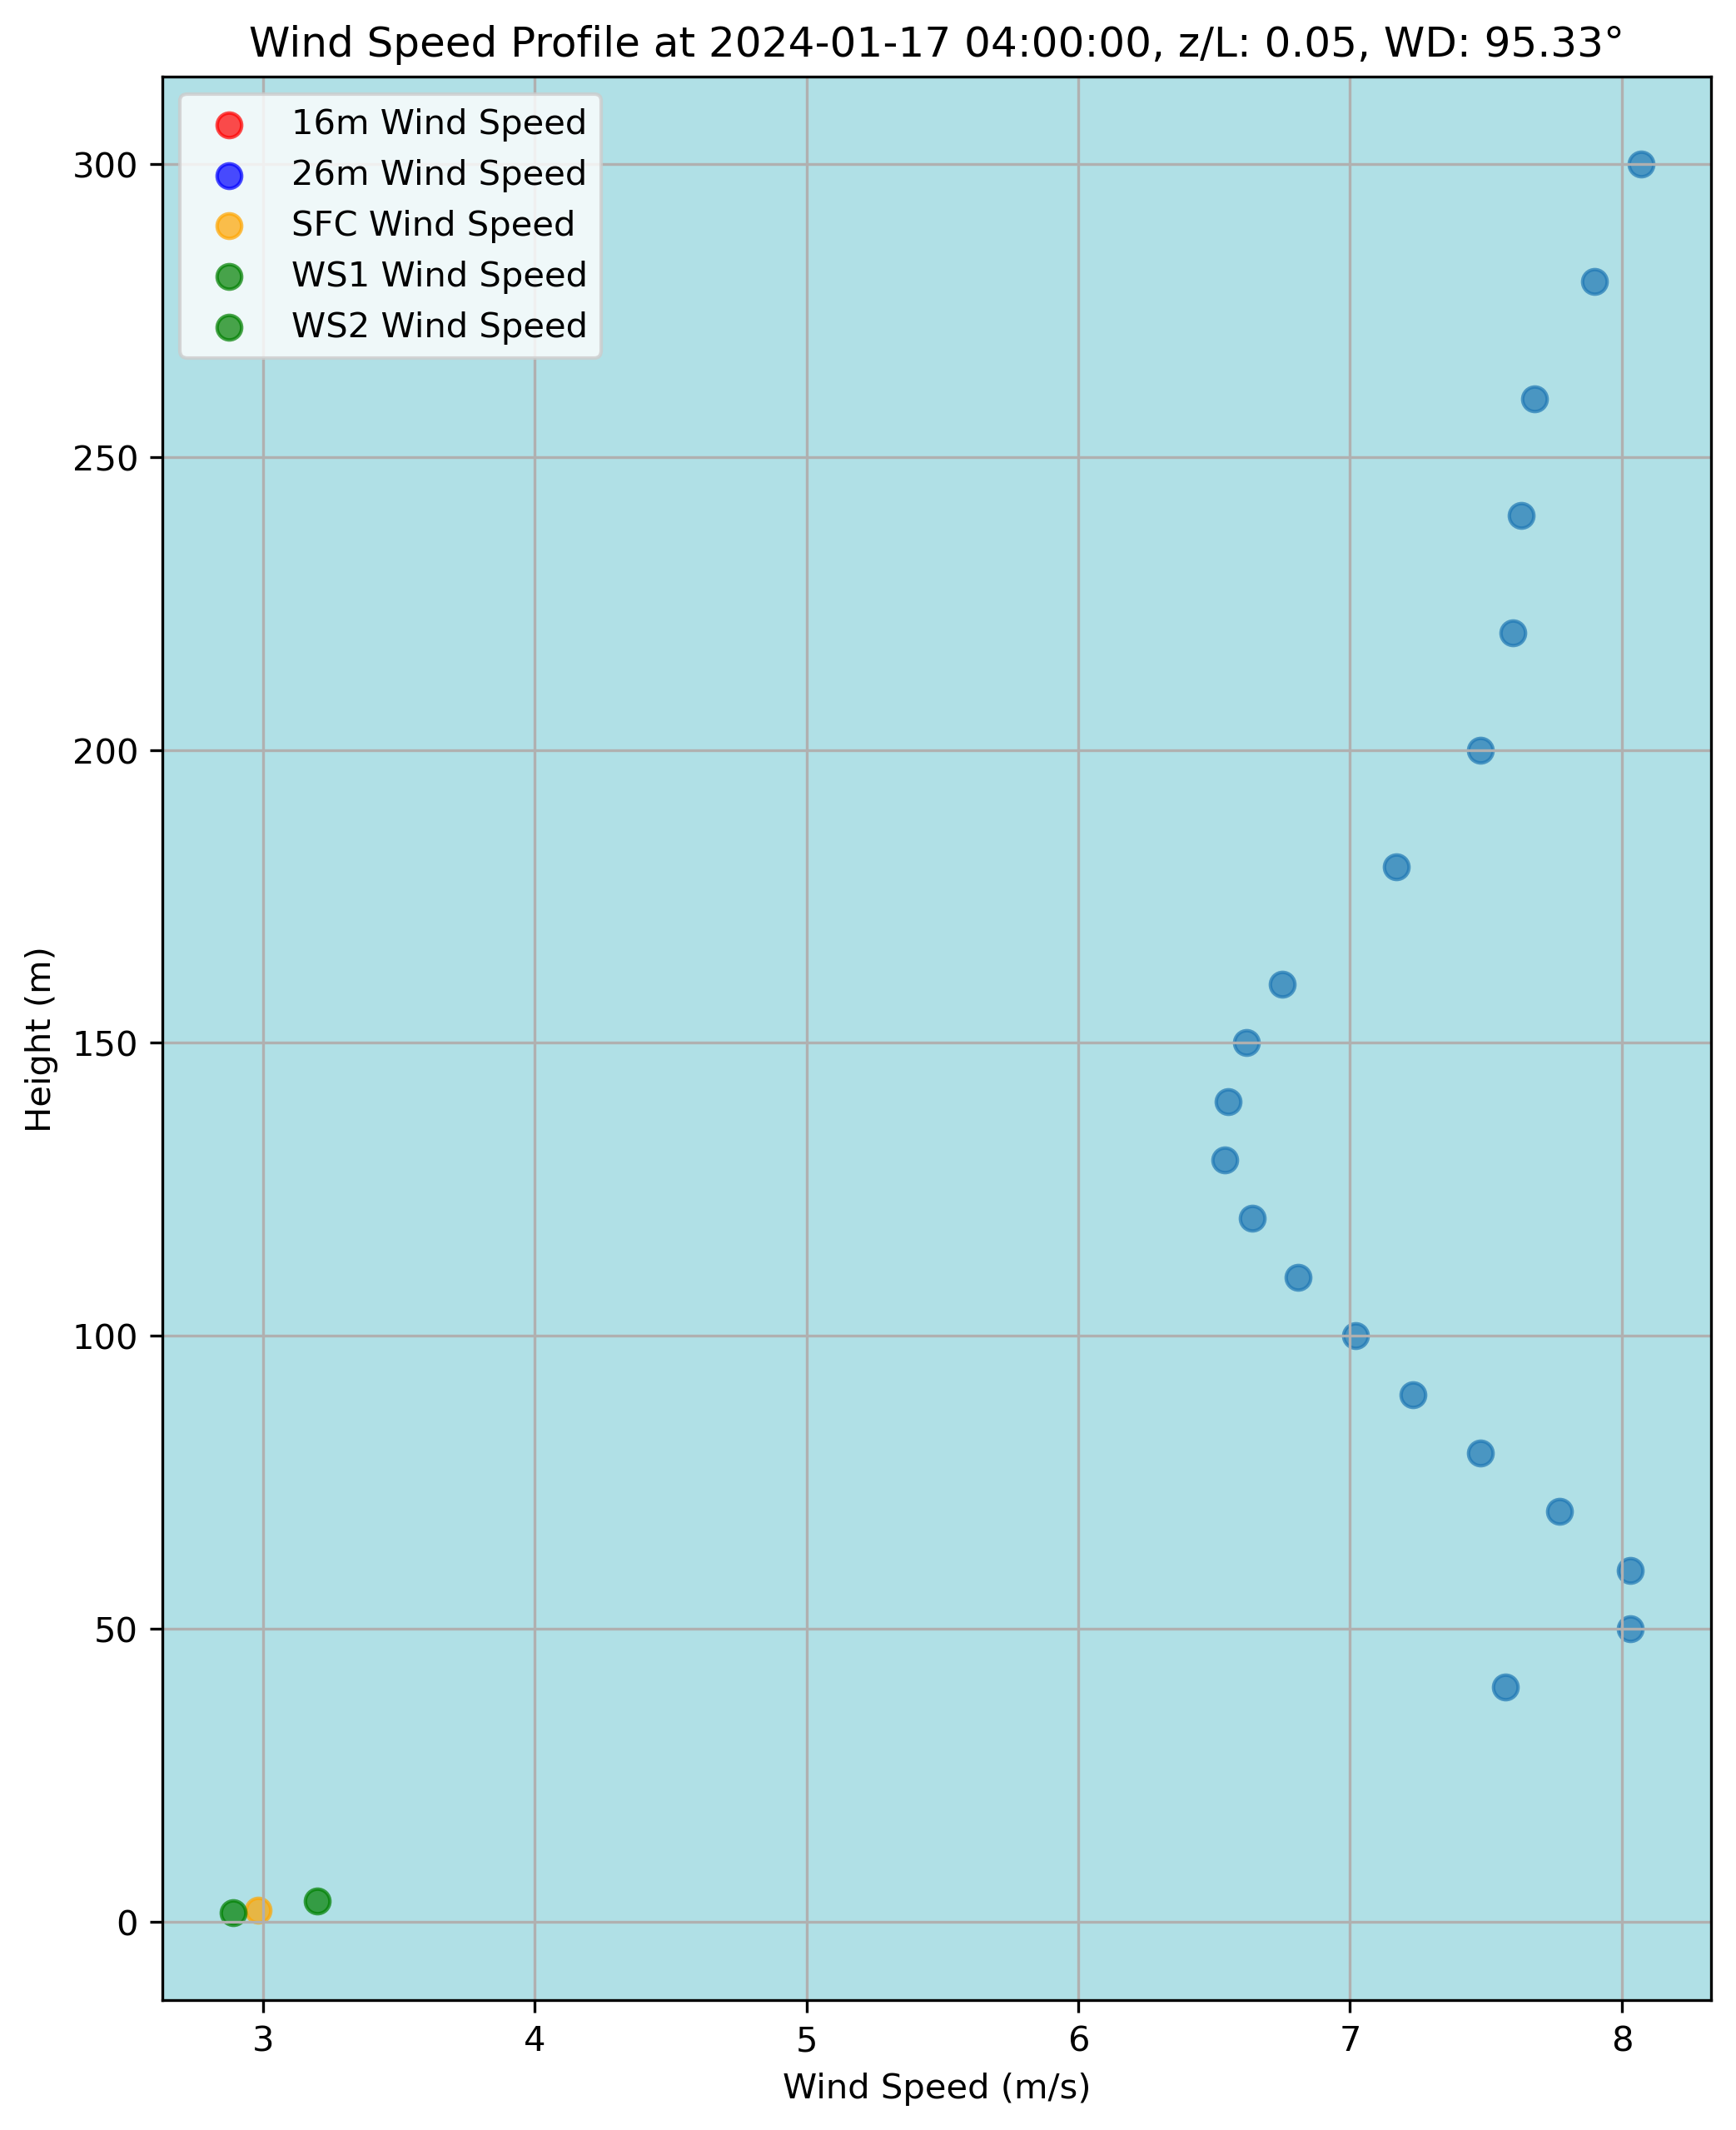 Wind Speed Profile at 2024-01-17 04:00:00, z/L: 0.05, WD: 95.33°
16m Wind Speed
26m Wind Speed
SFC Wind Speed
WS1 Wind Speed
WS2 Wind Speed
300
250
200
150
100
50
0
Height (m)
3 4 5 6 7 8
Wind Speed (m/s)